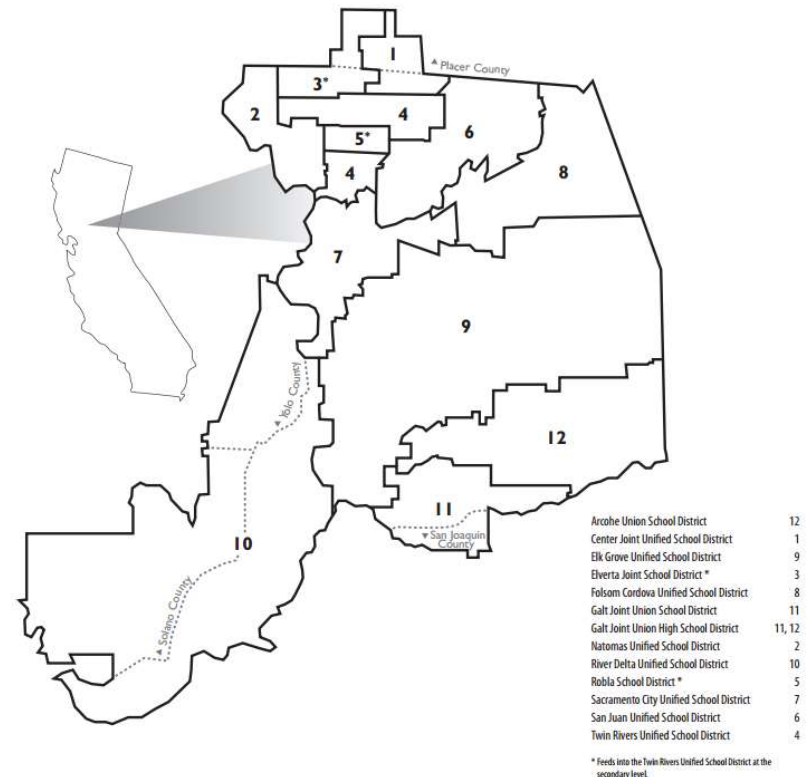 1
▲ Placer County
3*
2
4
6
5*
4
8
7
9
▲ Yolo County
12
11
▼ San Joaquin
County
10
▲ Solano County
Arcohe Union School District 12
Center Joint Unified School District 1
Elk Grove Unified School District 9
Elverta Joint School District * 3
Folsom Cordova Unified School District 8
Galt Joint Union School District 11
Galt Joint Union High School District 11, 12
Natomas Unified School District 2
River Delta Unified School District 10
Robla School District * 5
Sacramento City Unified School District 7
San Juan Unified School District 6
Twin Rivers Unified School District 4
* Feeds into the Twin Rivers Unified School District at the
secondary level.